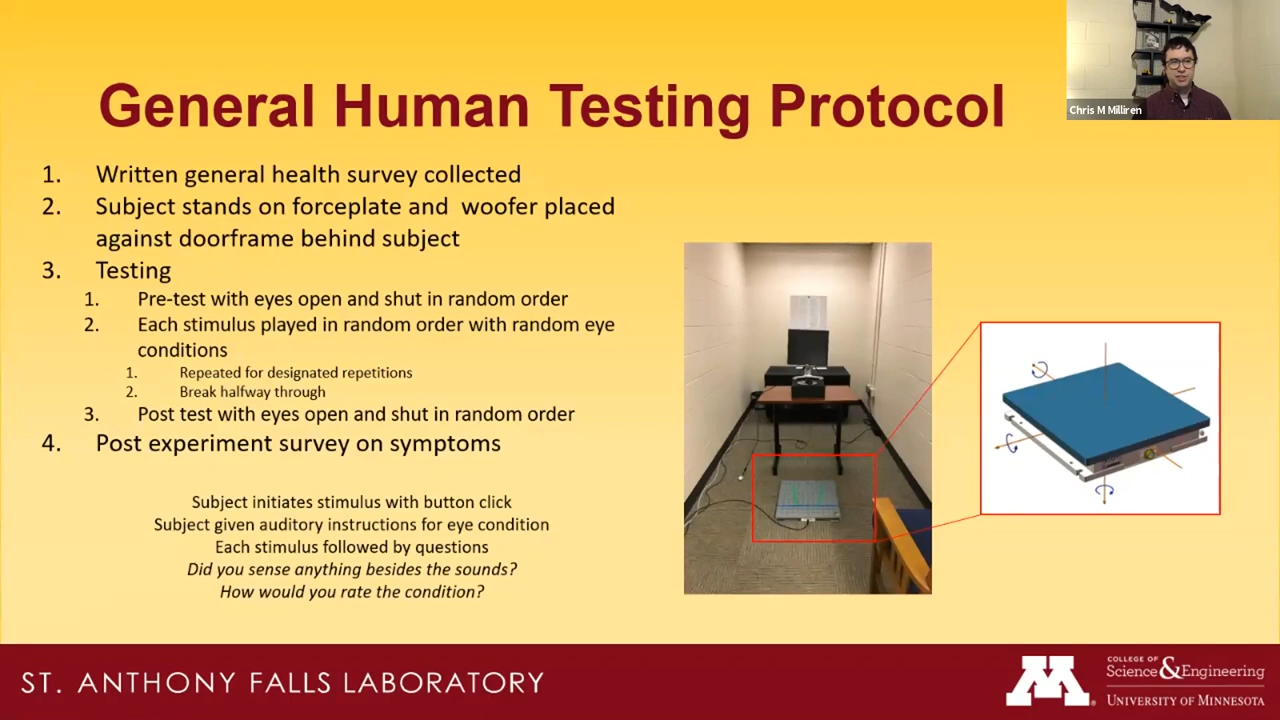 General Human Testing Protocol
Chris M Milliren
1. Written general health survey collected
2. Subject stands on forceplate and woofer placed
against doorframe behind subject
3. Testing
1. Pre-test with eyes open and shut in random order
2. Each stimulus played in random order with random eye
conditions
1. Repeated for designated repetitions
2. Break halfway through
3. Post test with eyes open and shut in random order
4. Post experiment survey on symptoms
Subject initiates stimulus with button click
Subject given auditory instructions for eye condition
Each stimulus followed by questions
Did you sense anything besides the sounds?
How would you rate the condition?
ST. ANTHONY FALLS LABORATORY
M
COLLEGE OF
Science & Engineering
UNIVERSITY OF MINNESOTA